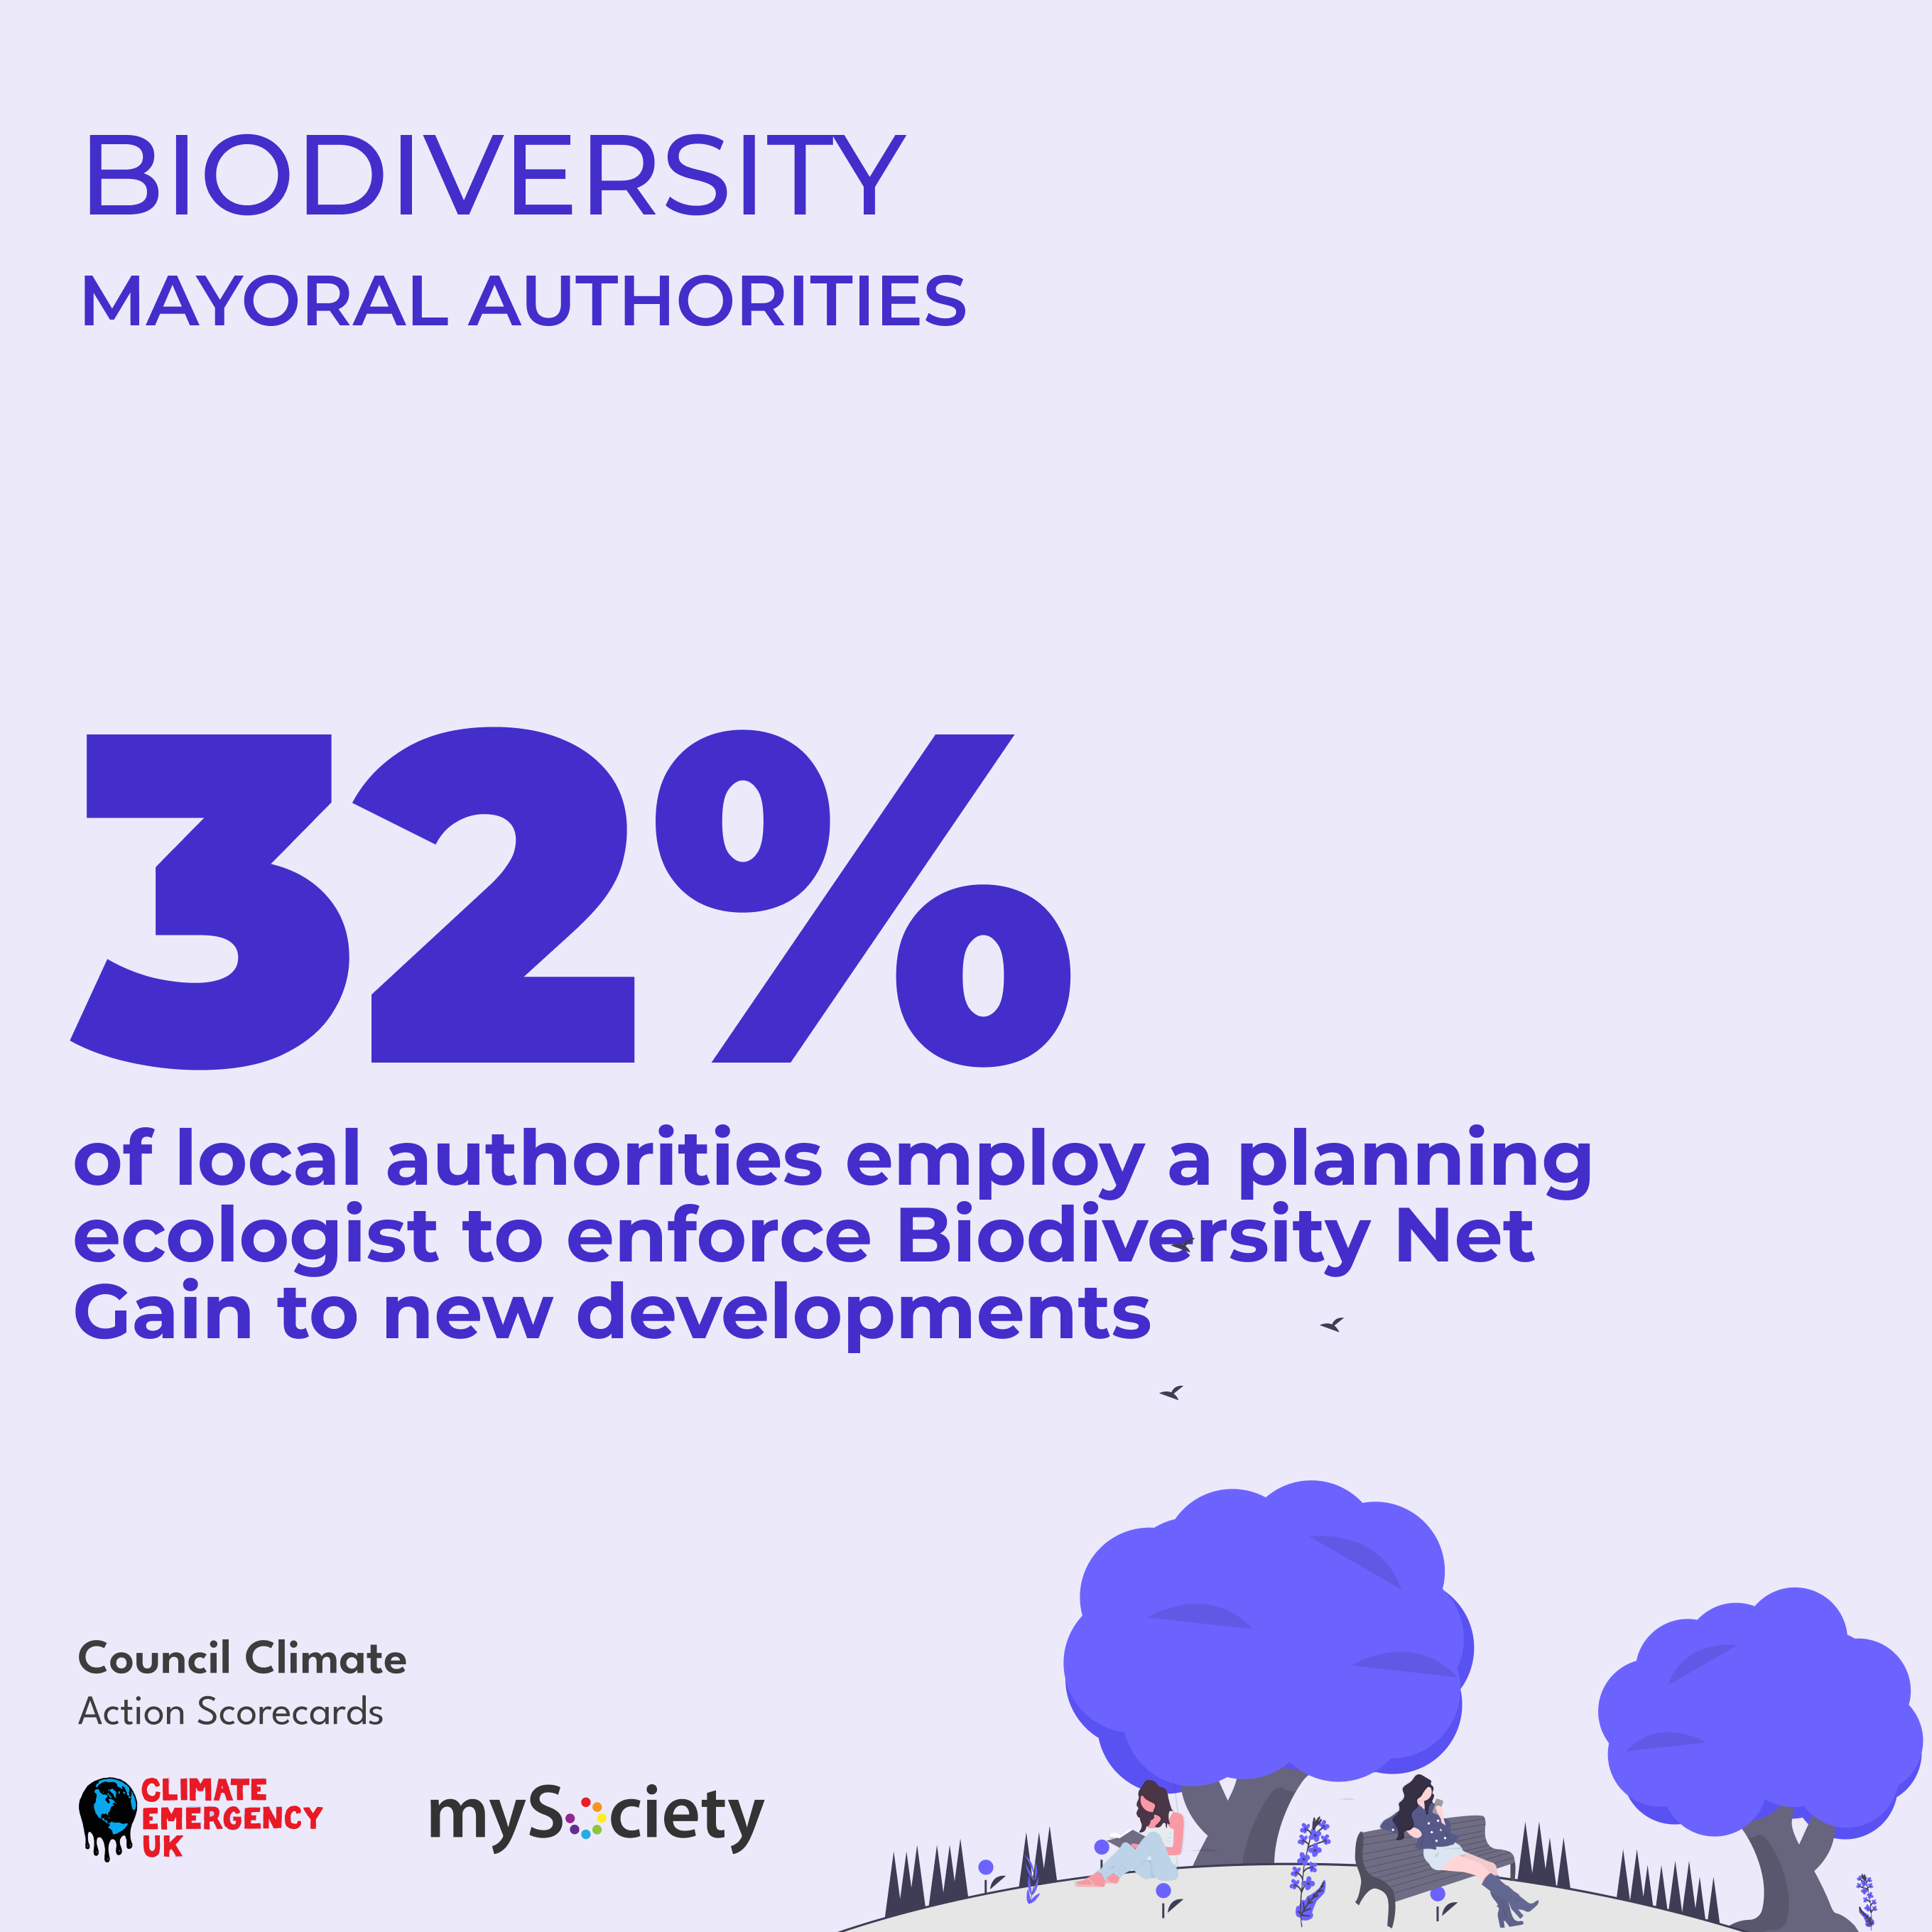 BIODIVERSITY
MAYORAL AUTHORITIES
32%
of local authorities employ a planning
ecologist to enforce Biodiversity Net
Gain to new developments
Council Climate
Action Scorecards
CLIMATE
EMERGENCY
UK
mySociety